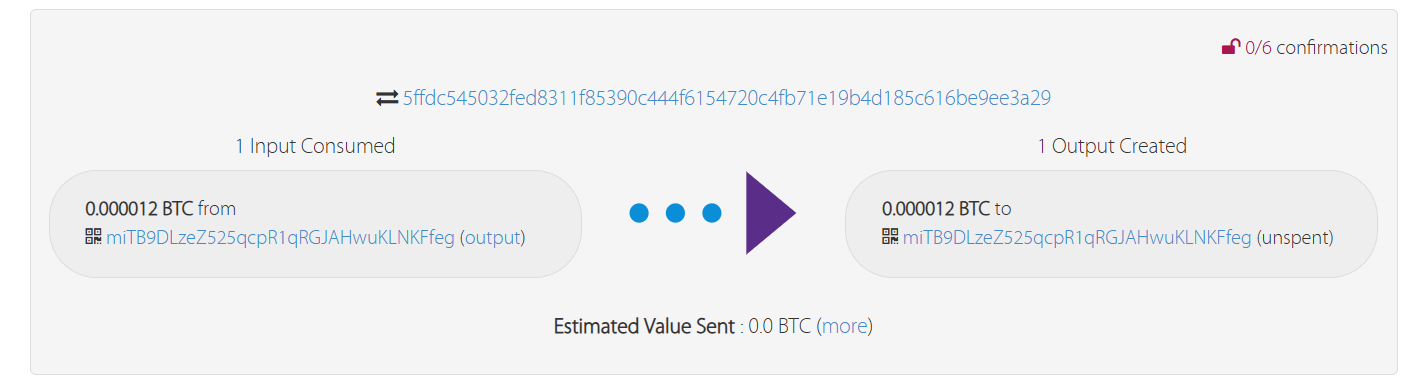 0/6 confirmations
5ffdc545032fed8311f85390c444f6154720c4fb71e19b4d185c616be9ee3a29
1 Input Consumed
1 Output Created
0.000012 BTC from
miTB9DLzeZ525qcpR1qRGJAHwuKLNKFfeg (output)
0.000012 BTC to
miTB9DLzeZ525qcpR1qRGJAHwuKLNKFfeg (unspent)
Estimated Value Sent : 0.0 BTC (more)